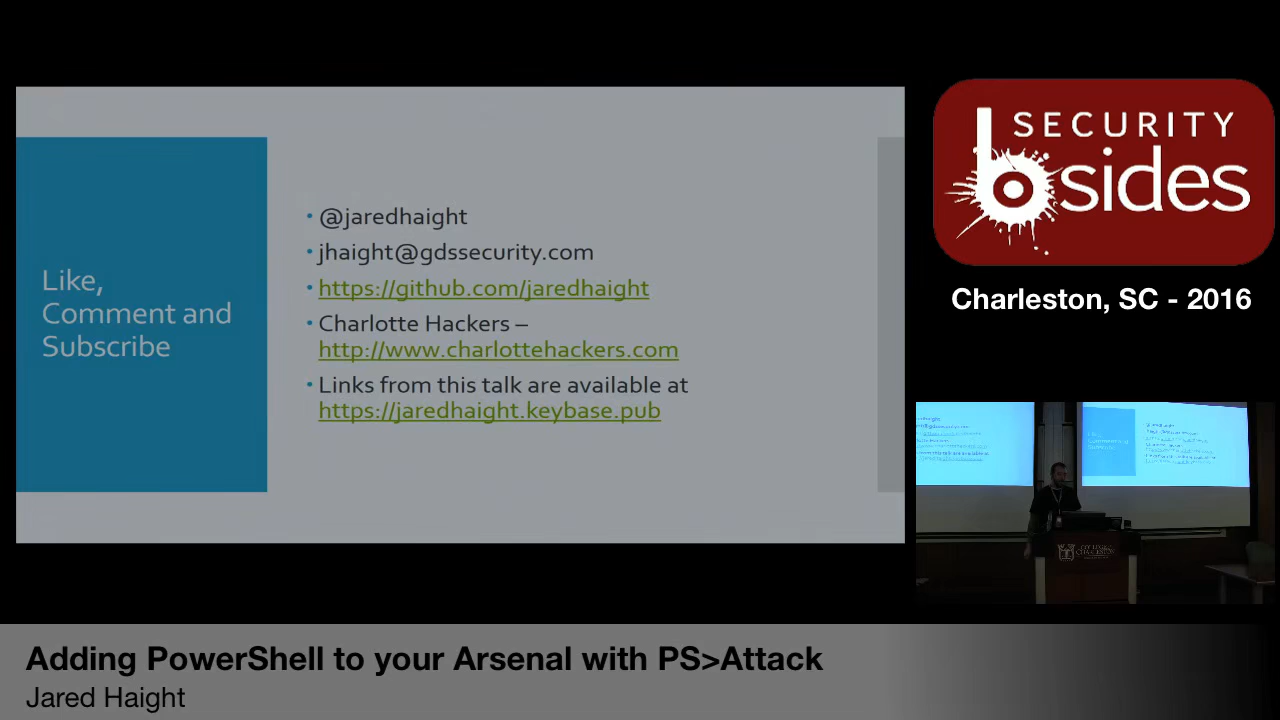 Like,
Comment and
Subscribe
• @jaredhaight
• jhaight@gdssecurity.com
• https://github.com/jaredhaight
• Charlotte Hackers –
http://www.charlottehackers.com
• Links from this talk are available at
https://jaredhaight.keybase.pub
SECURITY
bsides
Charleston, SC - 2016
Adding PowerShell to your Arsenal with PS>Attack
Jared Haight